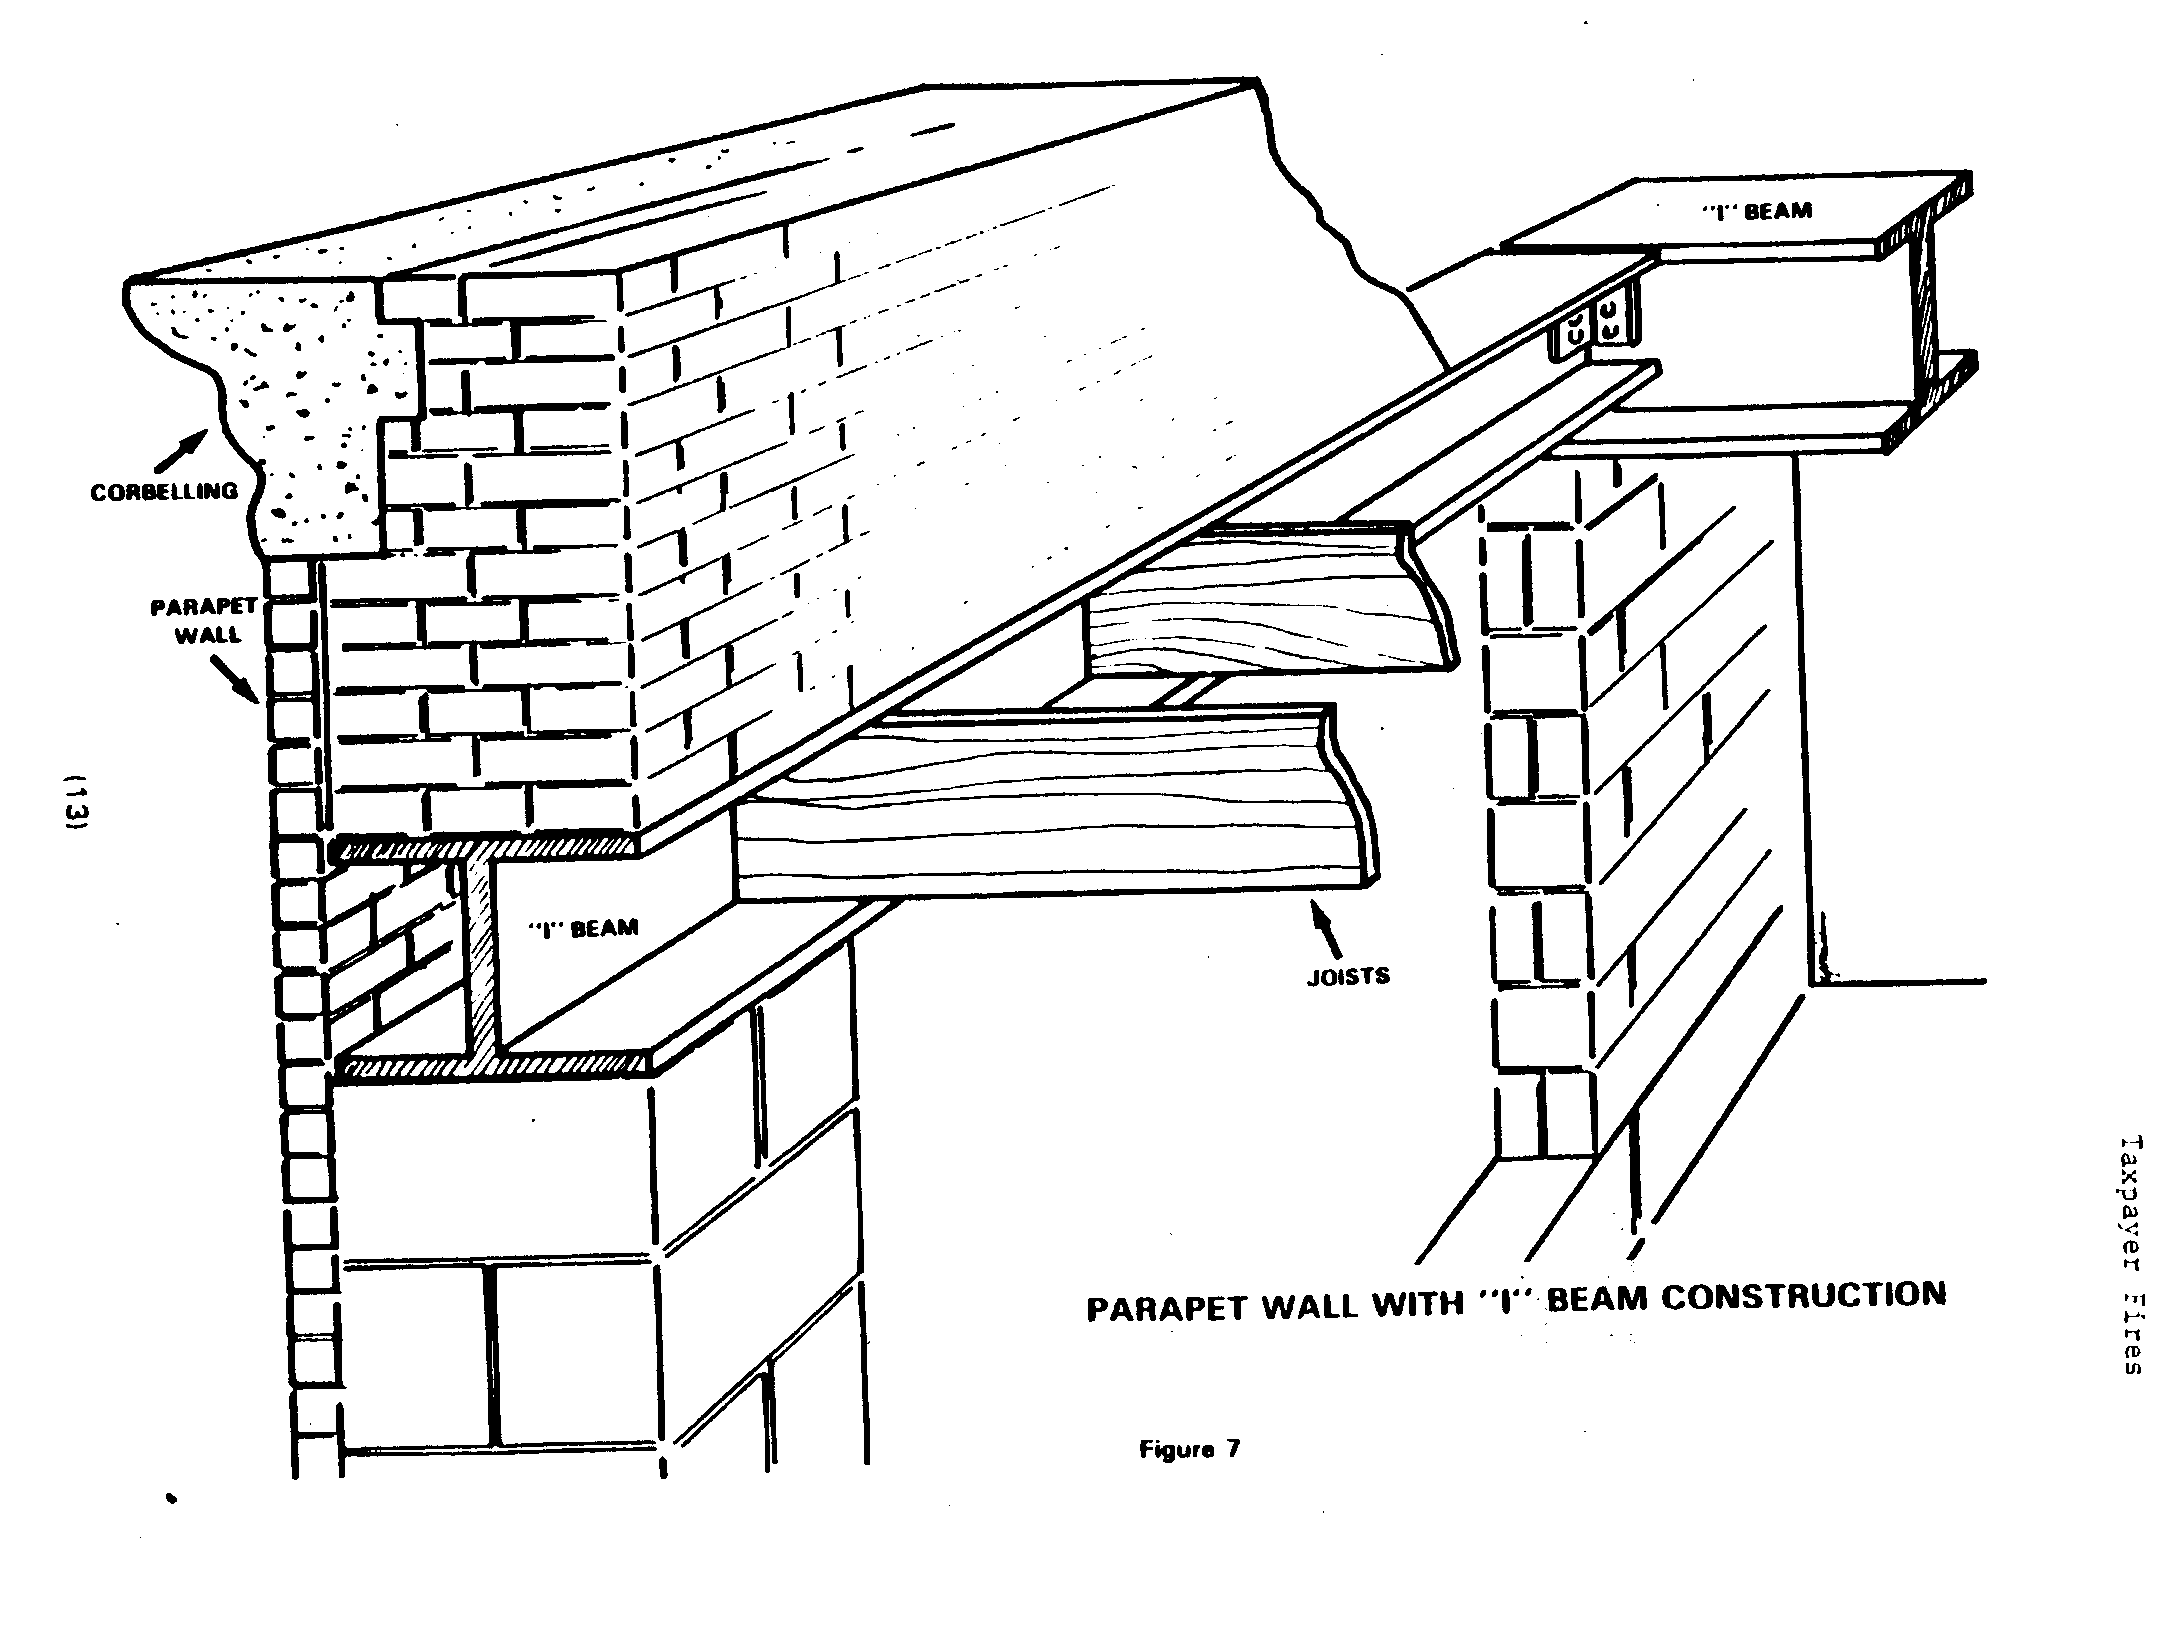 "I" BEAM
CORBELLING
PARAPET
WALL
"I" BEAM
JOISTS
(13)
Taxpayer Fires
PARAPET WALL WITH "I" BEAM CONSTRUCTION
Figure 7